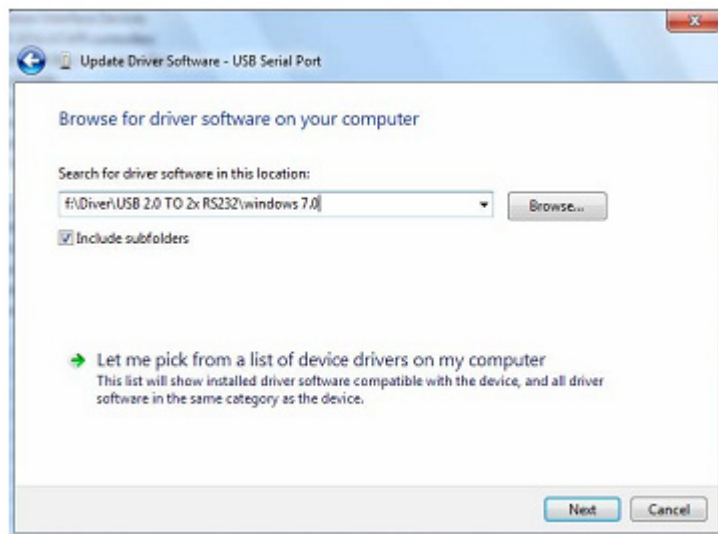 Update Driver Software - USB Serial Port
Browse for driver software on your computer
Search for driver software in this location:
f:\Diver\USB 2.0 TO 2x RS232\windows 7.0
Browse...
Include subfolders
Let me pick from a list of device drivers on my computer
This list will show installed driver software compatible with the device, and all driver
software in the same category as the device.
Next
Cancel